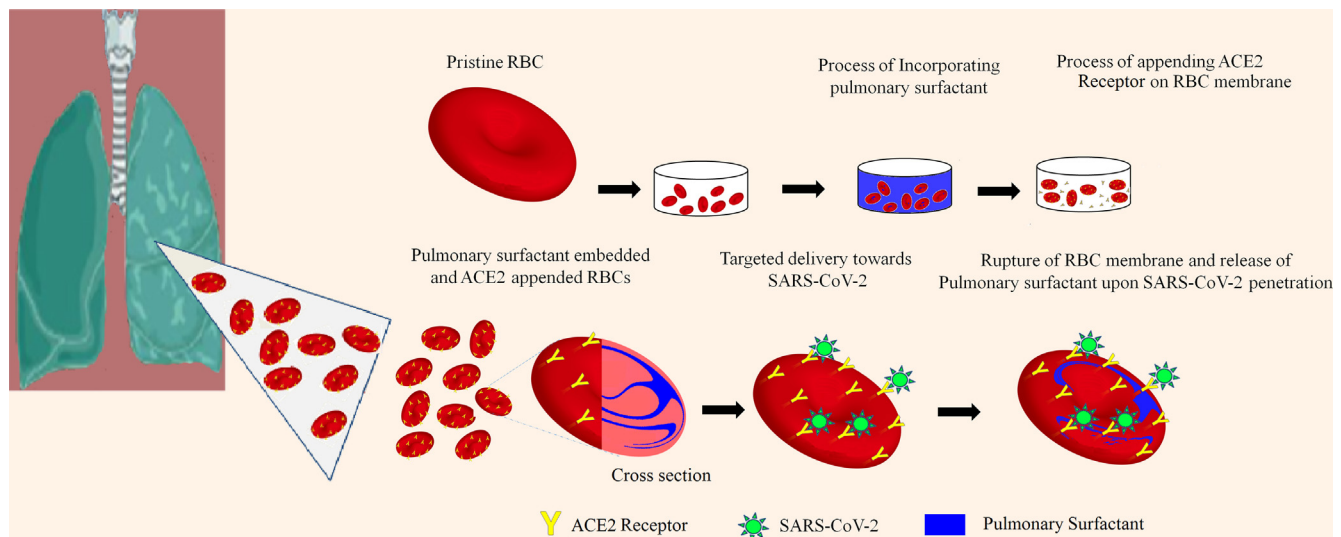 Pristine RBC
Process of Incorporating
pulmonary surfactant
Process of appending ACE2
Receptor on RBC membrane
Pulmonary surfactant embedded
and ACE2 appended RBCs
Targeted delivery towards
SARS-CoV-2
Rupture of RBC membrane and release of
Pulmonary surfactant upon SARS-CoV-2 penetration
Cross section
ACE2 Receptor
SARS-CoV-2
Pulmonary Surfactant